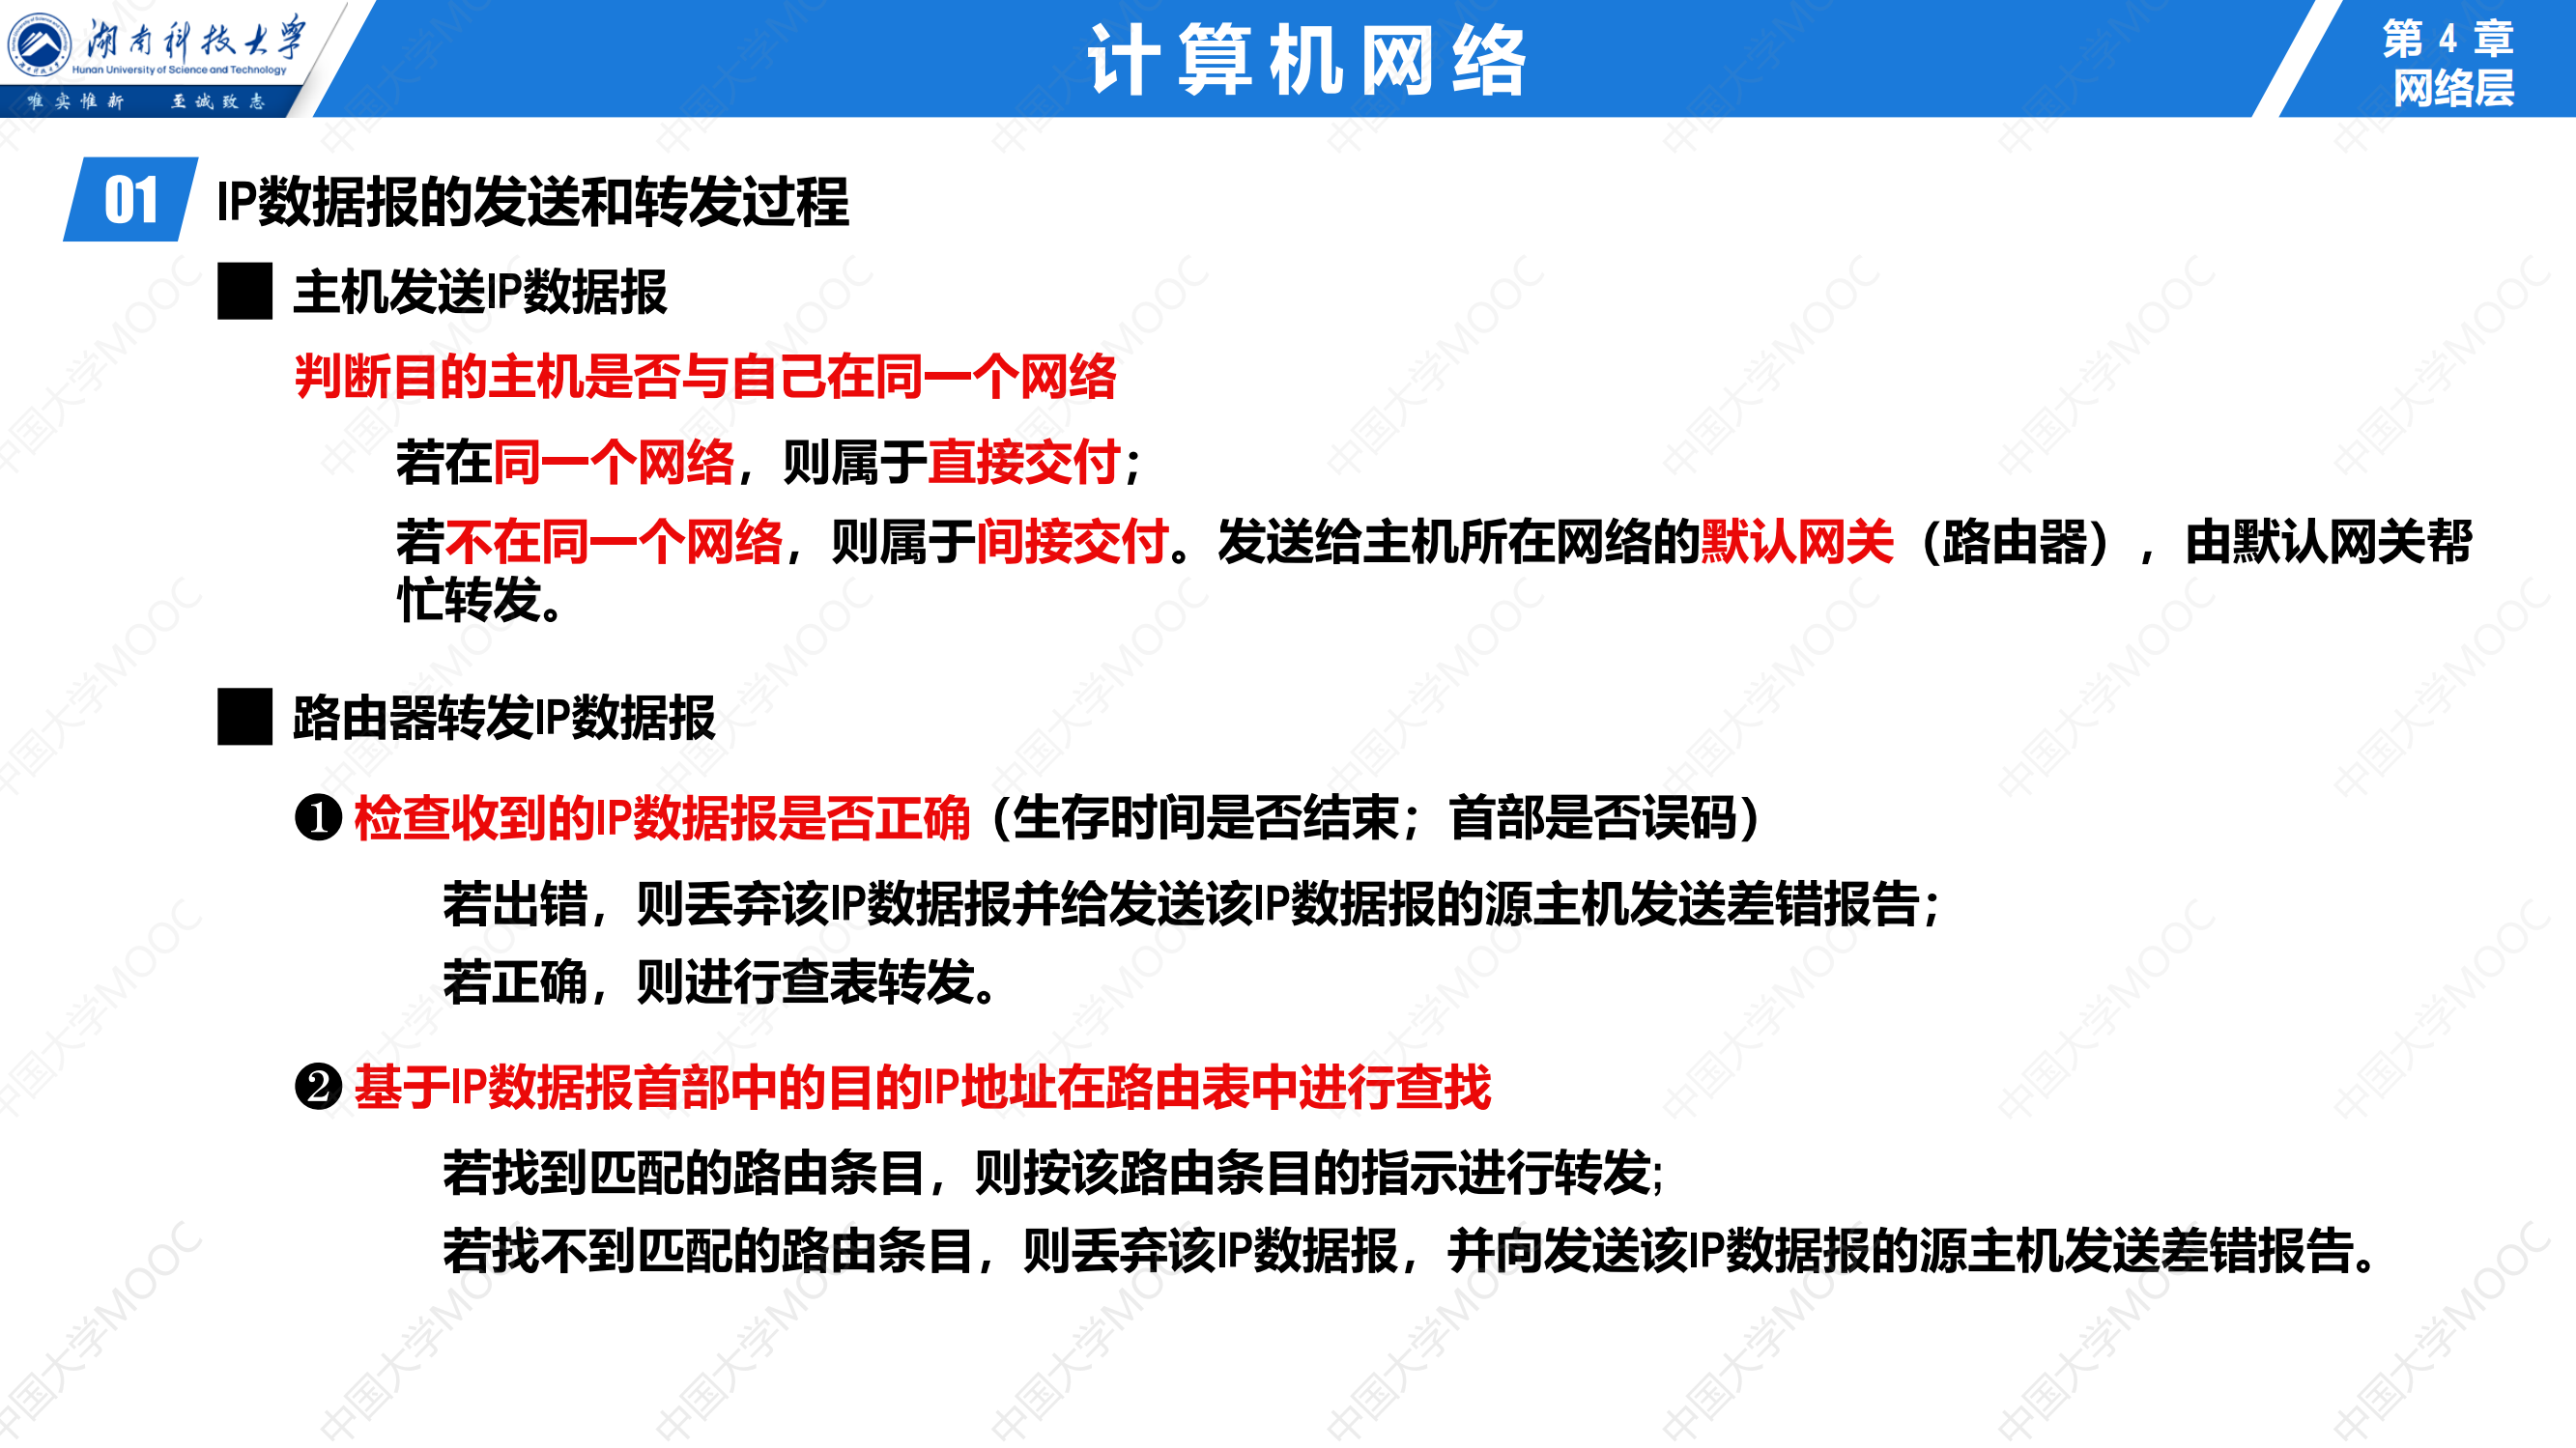 湖南科技大学
Hunan University of Science and Technology
唯实惟新 至诚致志
计算机网络
第 4 章
网络层
01 IP数据报的发送和转发过程
主机发送IP数据报
判断目的主机是否与自己在同一个网络
若在同一个网络，则属于直接交付；
若不在同一个网络，则属于间接交付。发送给主机所在网络的默认网关（路由器），由默认网关帮
忙转发。
路由器转发IP数据报
❶ 检查收到的IP数据报是否正确（生存时间是否结束；首部是否误码）
若出错，则丢弃该IP数据报并给发送该IP数据报的源主机发送差错报告；
若正确，则进行查表转发。
❷ 基于IP数据报首部中的目的IP地址在路由表中进行查找
若找到匹配的路由条目，则按该路由条目的指示进行转发；
若找不到匹配的路由条目，则丢弃该IP数据报，并向发送该IP数据报的源主机发送差错报告。
中国大学MOOC